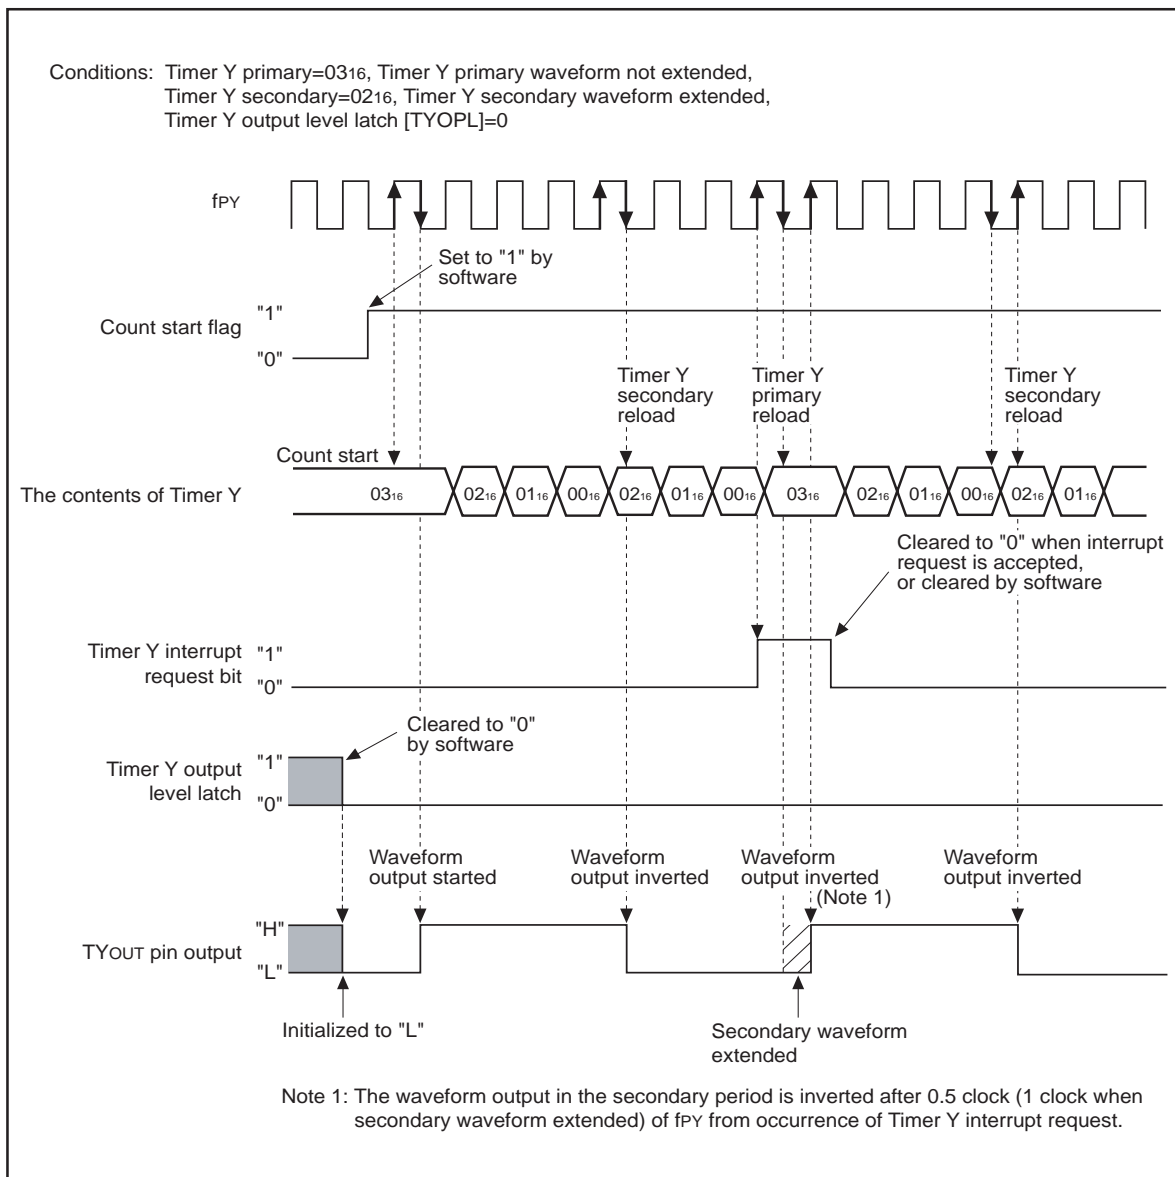 Conditions: Timer Y primary=0316, Timer Y primary waveform not extended,
Timer Y secondary=0216, Timer Y secondary waveform extended,
Timer Y output level latch [TYOPL]=0
fPY
Set to "1" by
software
"1"
Count start flag
"0"
Timer Y
secondary
reload
Timer Y
primary
reload
Timer Y
secondary
reload
Count start
The contents of Timer Y
0316 0216 0116 0016 0216 0116 0016 0316 0216 0116 0016 0216 0116
Cleared to "0" when interrupt
request is accepted,
or cleared by software
Timer Y interrupt
request bit
"1"
"0"
Cleared to "0"
by software
Timer Y output
level latch
"1"
"0"
Waveform
output started
Waveform
output inverted
Waveform
output inverted
(Note 1)
Waveform
output inverted
TYOUT pin output
"H"
"L"
Initialized to "L"
Secondary waveform
extended
Note 1: The waveform output in the secondary period is inverted after 0.5 clock (1 clock when
secondary waveform extended) of fPY from occurrence of Timer Y interrupt request.